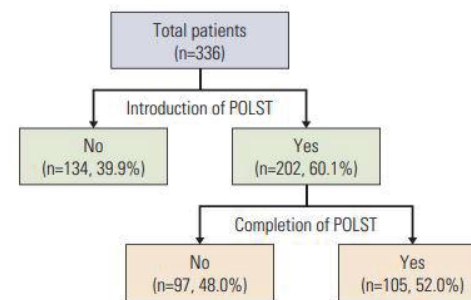 Total patients
(n=336)
Introduction of POLST
No
(n=134, 39.9%)
Yes
(n=202, 60.1%)
Completion of POLST
No
(n=97, 48.0%)
Yes
(n=105, 52.0%)